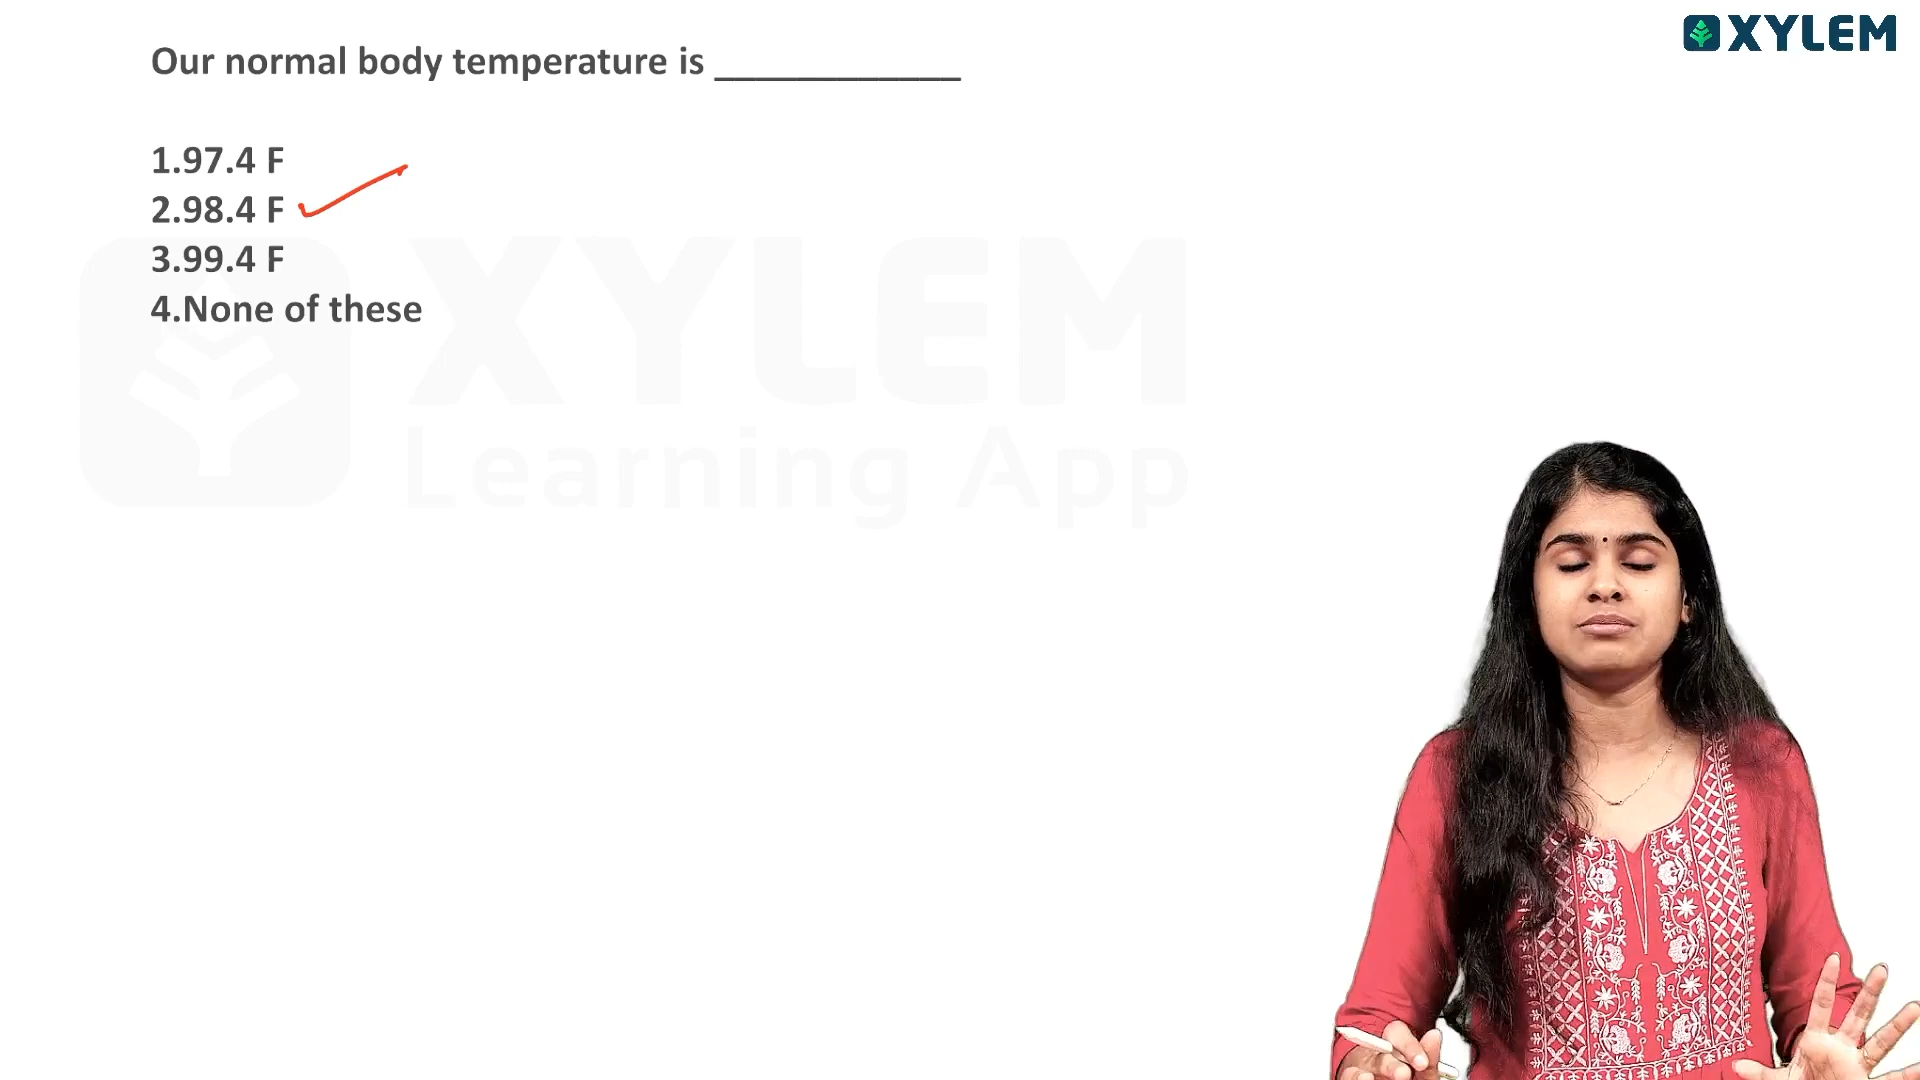 XYLEM
Our normal body temperature is ____________
1.97.4 F
2.98.4 F
3.99.4 F
4.None of these
XYLEM
Learning App